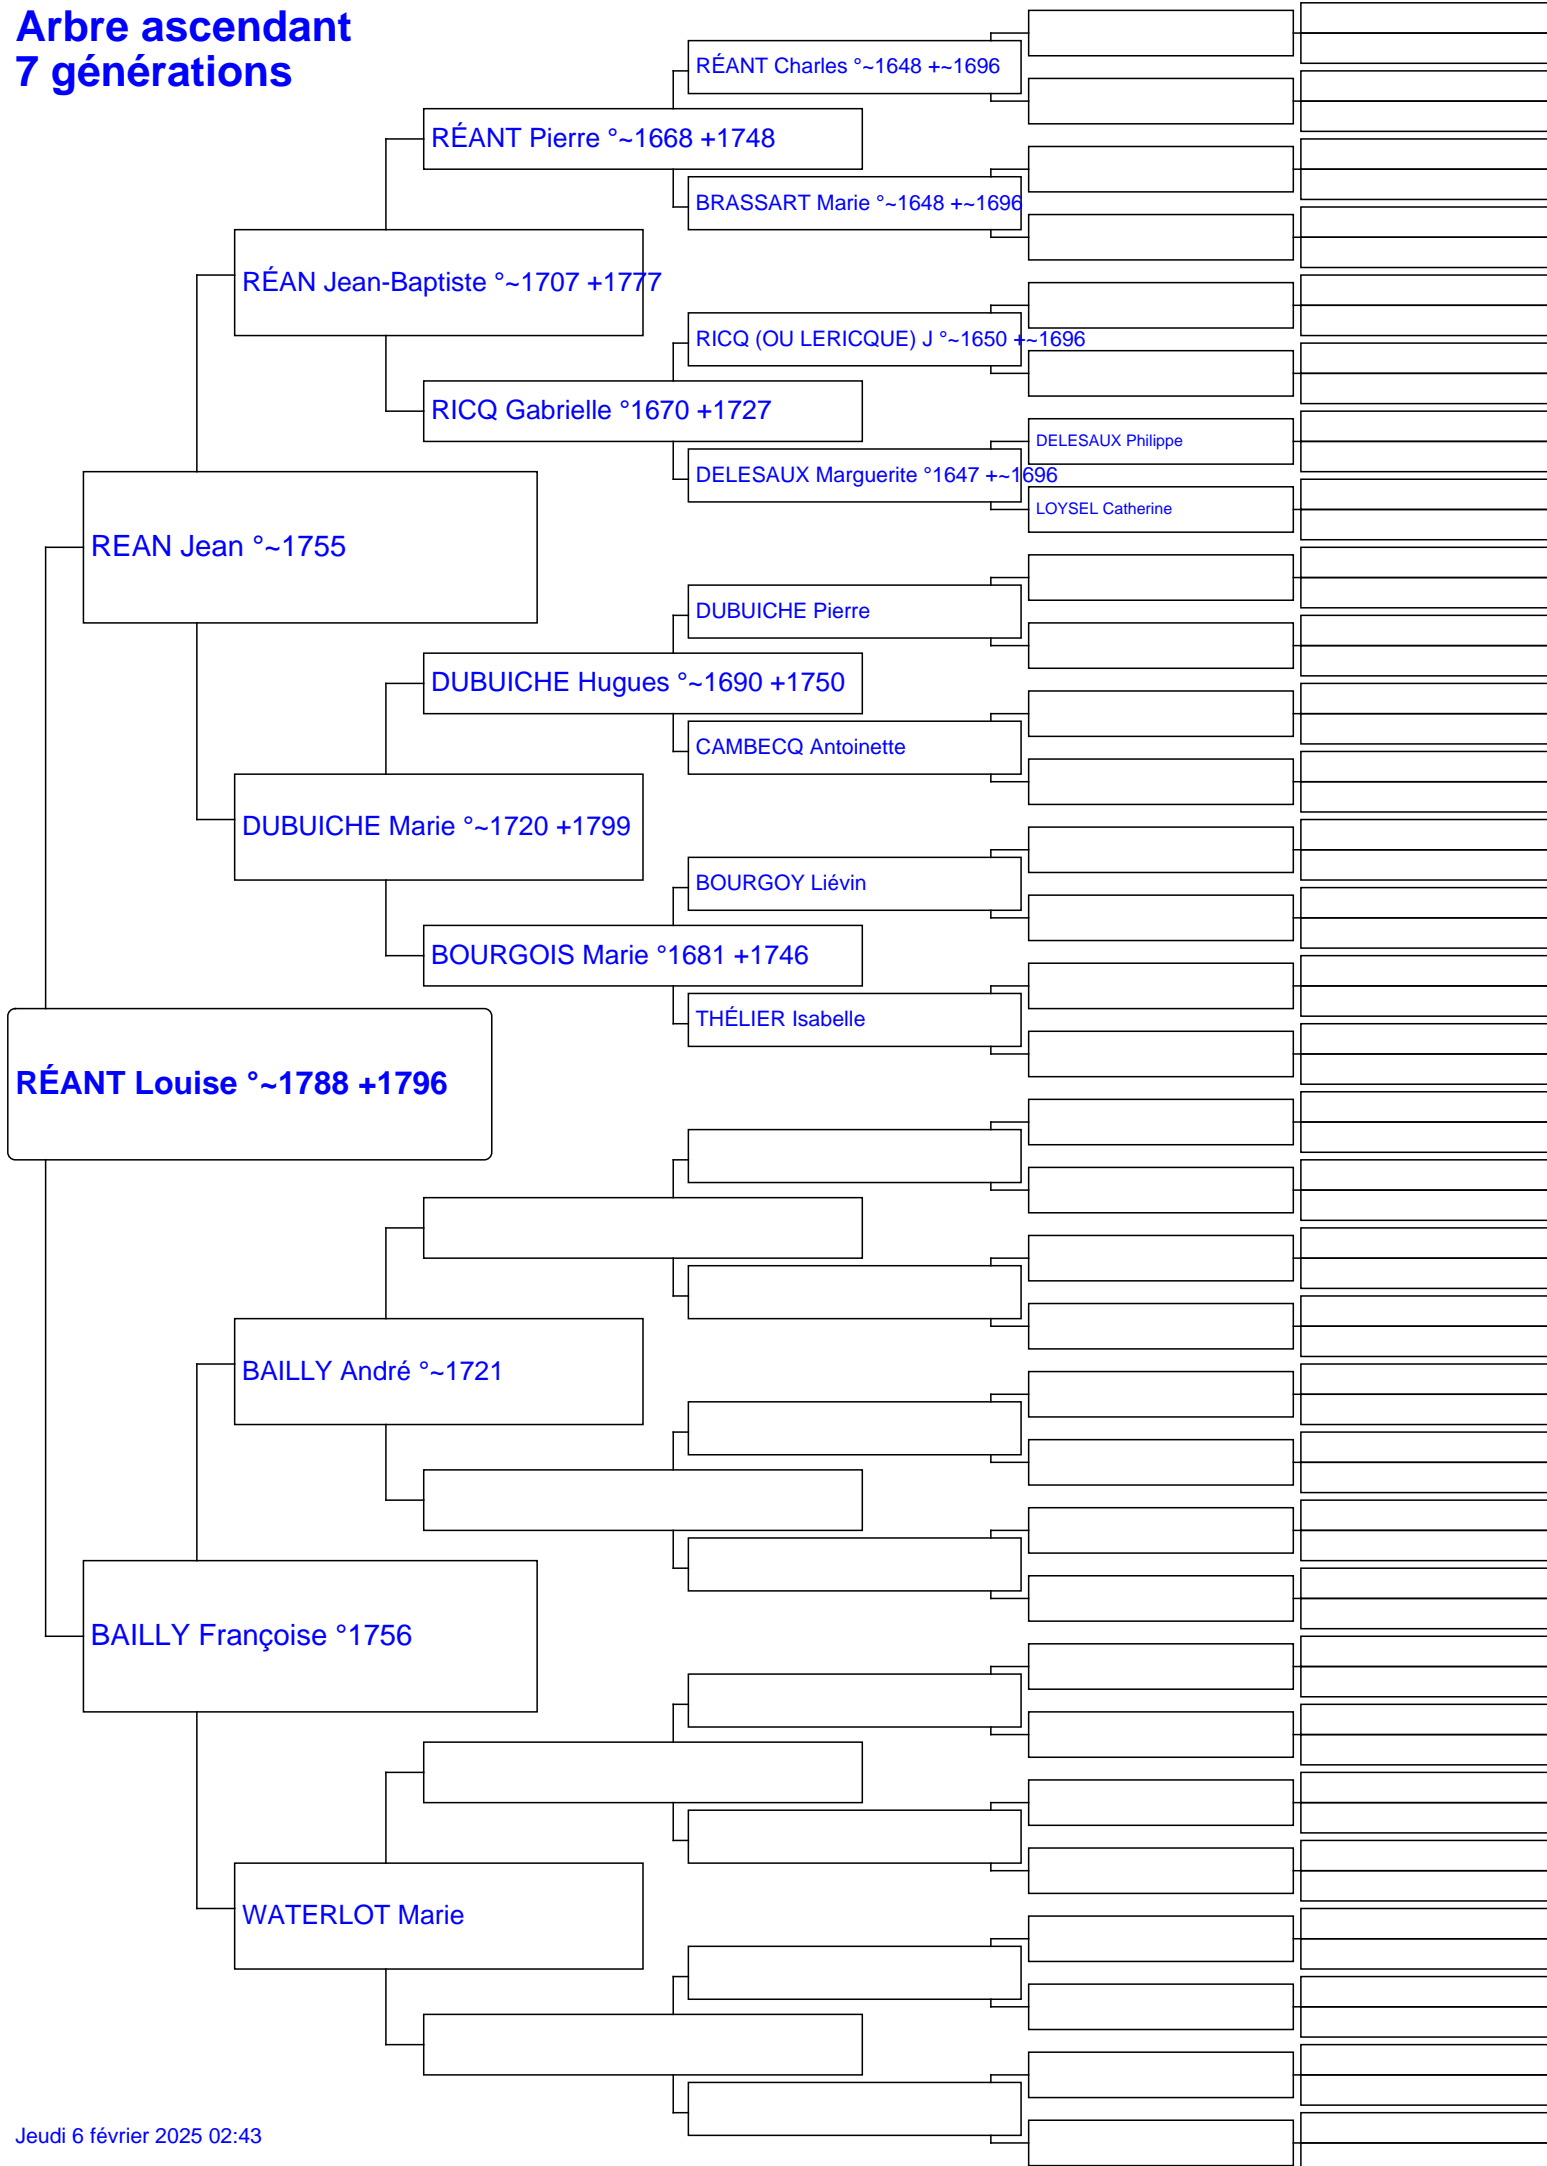 Arbre ascendant
7 générations
RÉANT Charles °~1648 +~1696
RÉANT Pierre °~1668 +1748
BRASSART Marie °~1648 +~1696
RÉAN Jean-Baptiste °~1707 +1777
RICQ (OU LERICQUE) J °~1650 +~1696
RICQ Gabrielle °1670 +1727
DELESAUX Philippe
DELESAUX Marguerite °1647 +~1696
LOYSEL Catherine
REAN Jean °~1755
DUBUICHE Pierre
DUBUICHE Hugues °~1690 +1750
CAMBECQ Antoinette
DUBUICHE Marie °~1720 +1799
BOURGOY Liévin
BOURGOIS Marie °1681 +1746
THÉLIER Isabelle
RÉANT Louise °~1788 +1796
BAILLY André °~1721
BAILLY Françoise °1756
WATERLOT Marie
Jeudi 6 février 2025 02:43